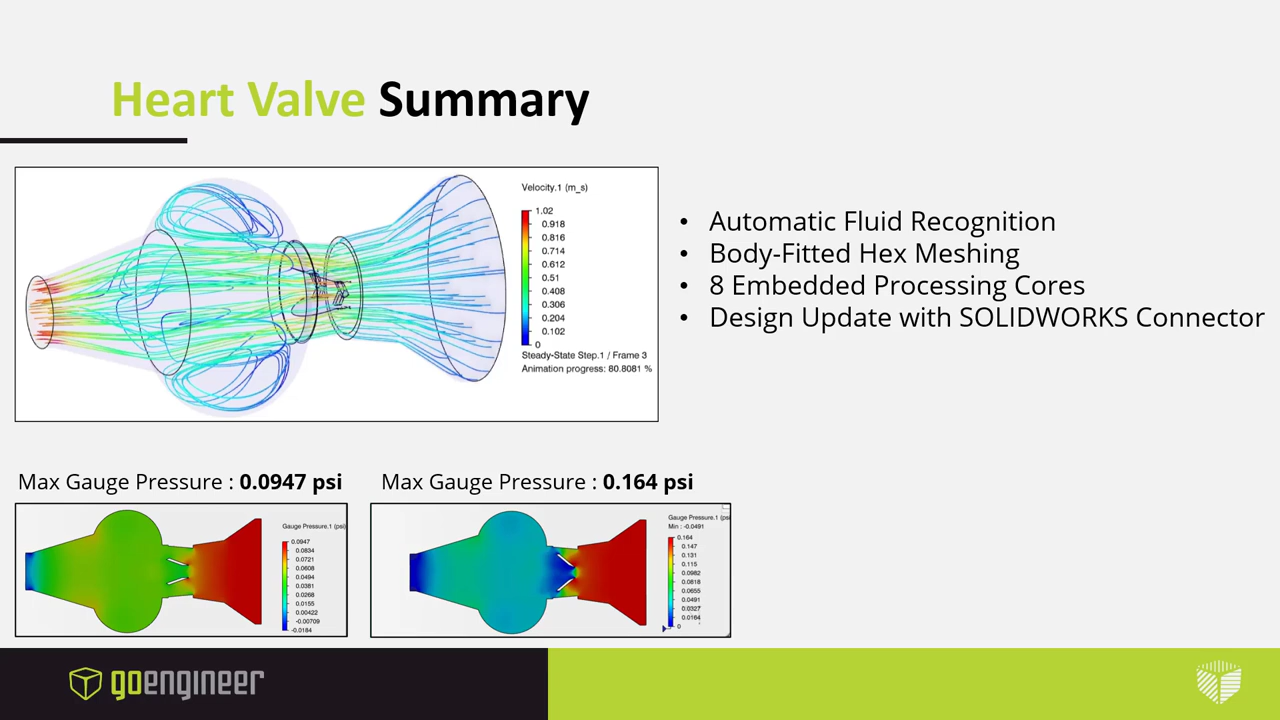 Heart Valve Summary
Velocity.1 (m_s)
1.02
0.918
0.816
0.714
0.612
0.51
0.408
0.306
0.204
0.102
0
Steady-State Step.1 / Frame 3
Animation progress: 80.8081 %
• Automatic Fluid Recognition
• Body-Fitted Hex Meshing
• 8 Embedded Processing Cores
• Design Update with SOLIDWORKS Connector
Max Gauge Pressure : 0.0947 psi
Gauge Pressure.1 (psi)
0.0947
0.0834
0.0721
0.0608
0.0494
0.0381
0.0268
0.0155
0.00422
-0.00709
-0.0184
Max Gauge Pressure : 0.164 psi
Gauge Pressure.1 (psi
Min : -0.0491
0.164
0.147
0.131
0.115
0.0982
0.0818
0.0655
0.0491
0.0327
0.0164
0
goengineer